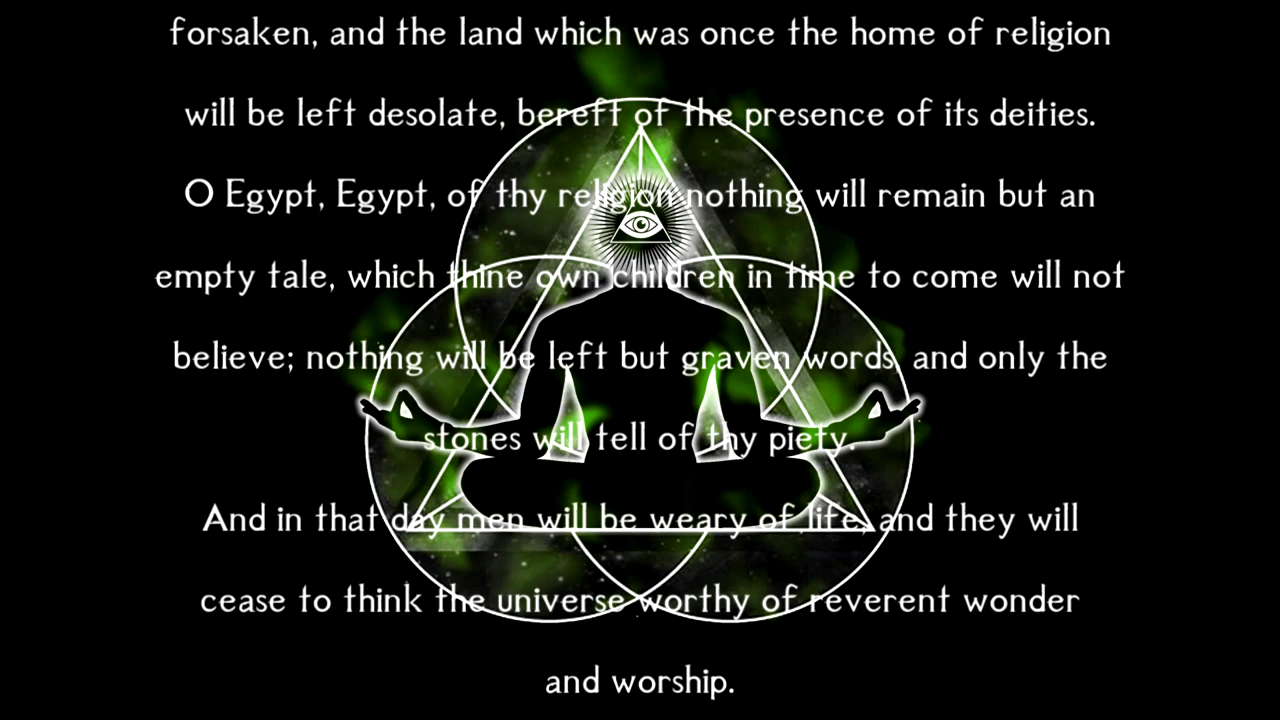 forsaken, and the land which was once the home of religion
will be left desolate, bereft of the presence of its deities.
O Egypt, Egypt, of thy religion nothing will remain but an
empty tale, which thine own children in time to come will not
believe; nothing will be left but graven words, and only the
stones will tell of thy piety.
And in that day men will be weary of life, and they will
cease to think the universe worthy of reverent wonder
and worship.